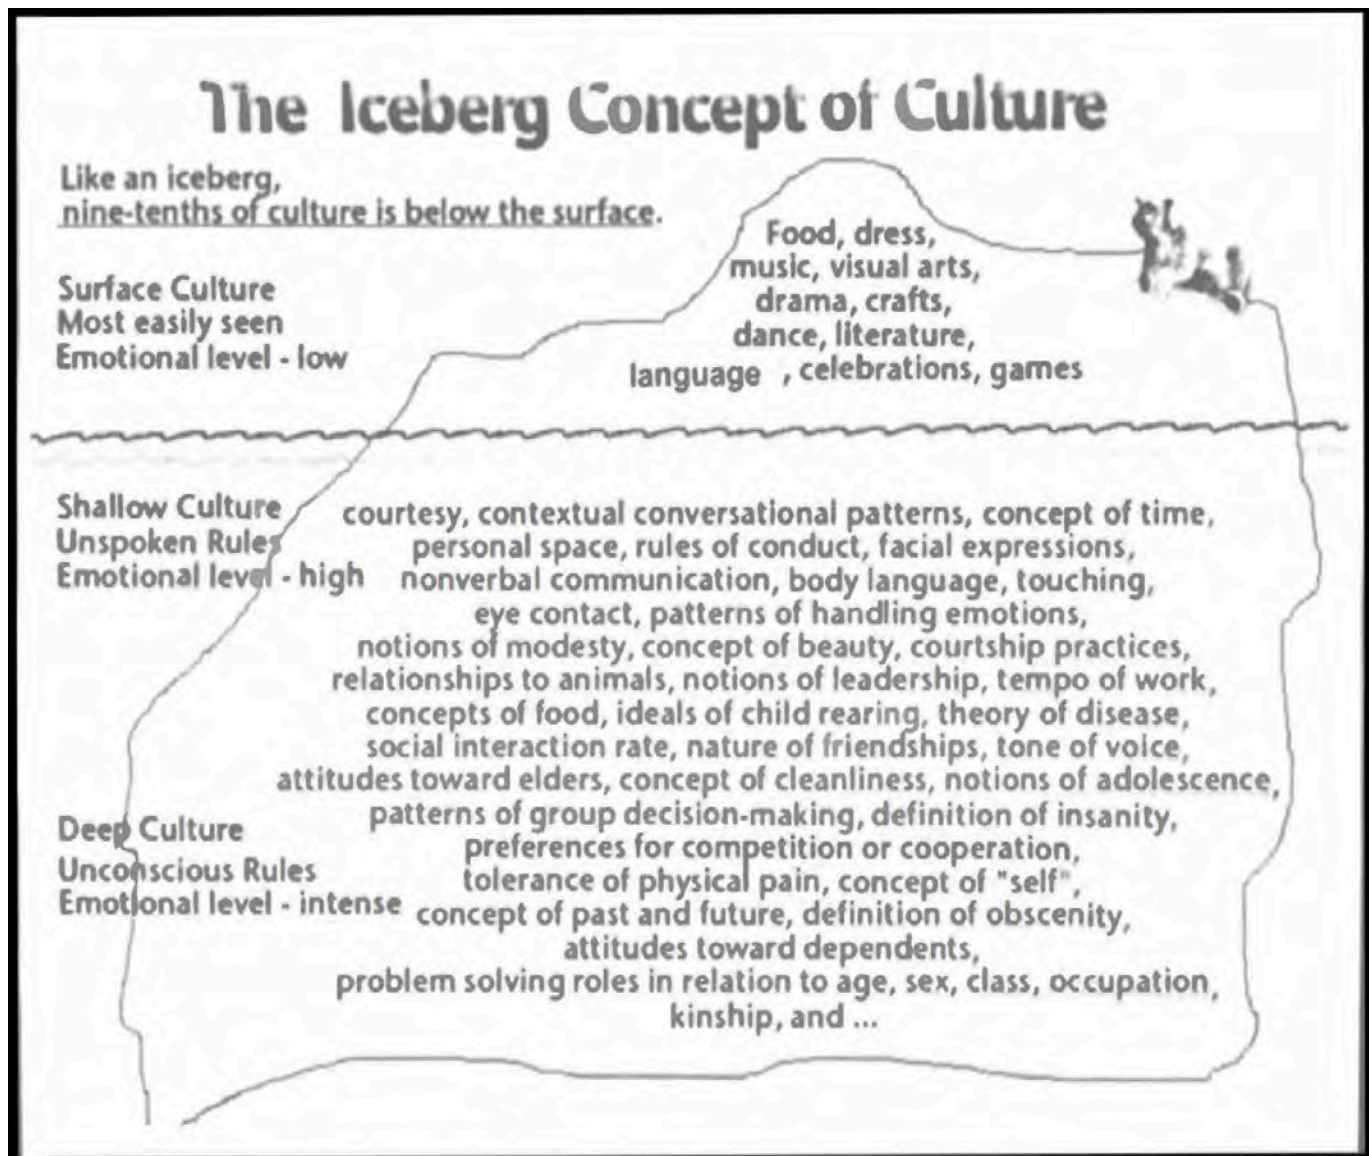 The Iceberg Concept of Culture
Like an iceberg,
nine-tenths of culture is below the surface.
Food, dress,
music, visual arts,
drama, crafts,
dance, literature,
language , celebrations, games
Surface Culture
Most easily seen
Emotional level - low
Shallow Culture
Unspoken Rules
Emotional level - high
courtesy, contextual conversational patterns, concept of time,
personal space, rules of conduct, facial expressions,
nonverbal communication, body language, touching,
eye contact, patterns of handling emotions,
notions of modesty, concept of beauty, courtship practices,
relationships to animals, notions of leadership, tempo of work,
concepts of food, ideals of child rearing, theory of disease,
social interaction rate, nature of friendships, tone of voice,
attitudes toward elders, concept of cleanliness, notions of adolescence,
patterns of group decision-making, definition of insanity,
preferences for competition or cooperation,
tolerance of physical pain, concept of "self",
concept of past and future, definition of obscenity,
attitudes toward dependents,
problem solving roles in relation to age, sex, class, occupation,
kinship, and ...
Deep Culture
Unconscious Rules
Emotional level - intense